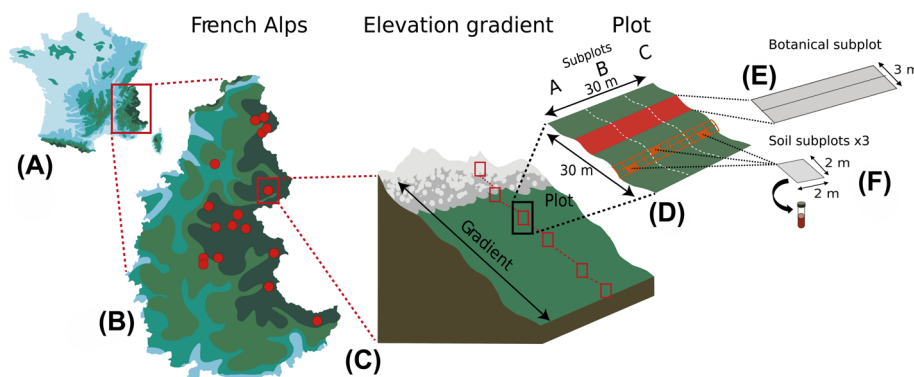 French Alps
Elevation gradient
Plot
(A)
(B)
(C)
Gradient
Plot
Subplots
A
B
C
30 m
30 m
(D)
Botanical subplot
(E)
3 m
Soil subplots x3
2 m
2 m
(F)